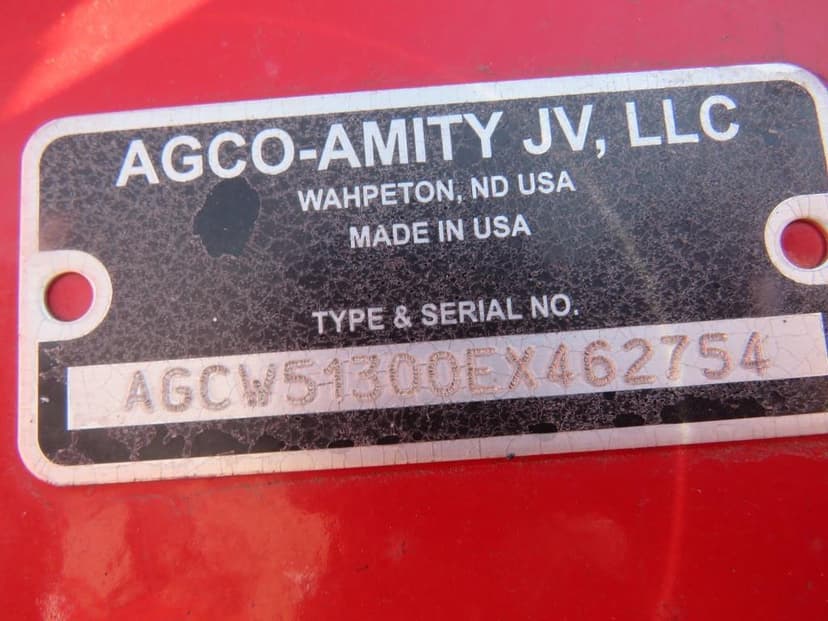 AGCO-AMITY JV, LLC
WAHPETON, ND USA
MADE IN USA
TYPE & SERIAL NO.
AGCW51300EX462754